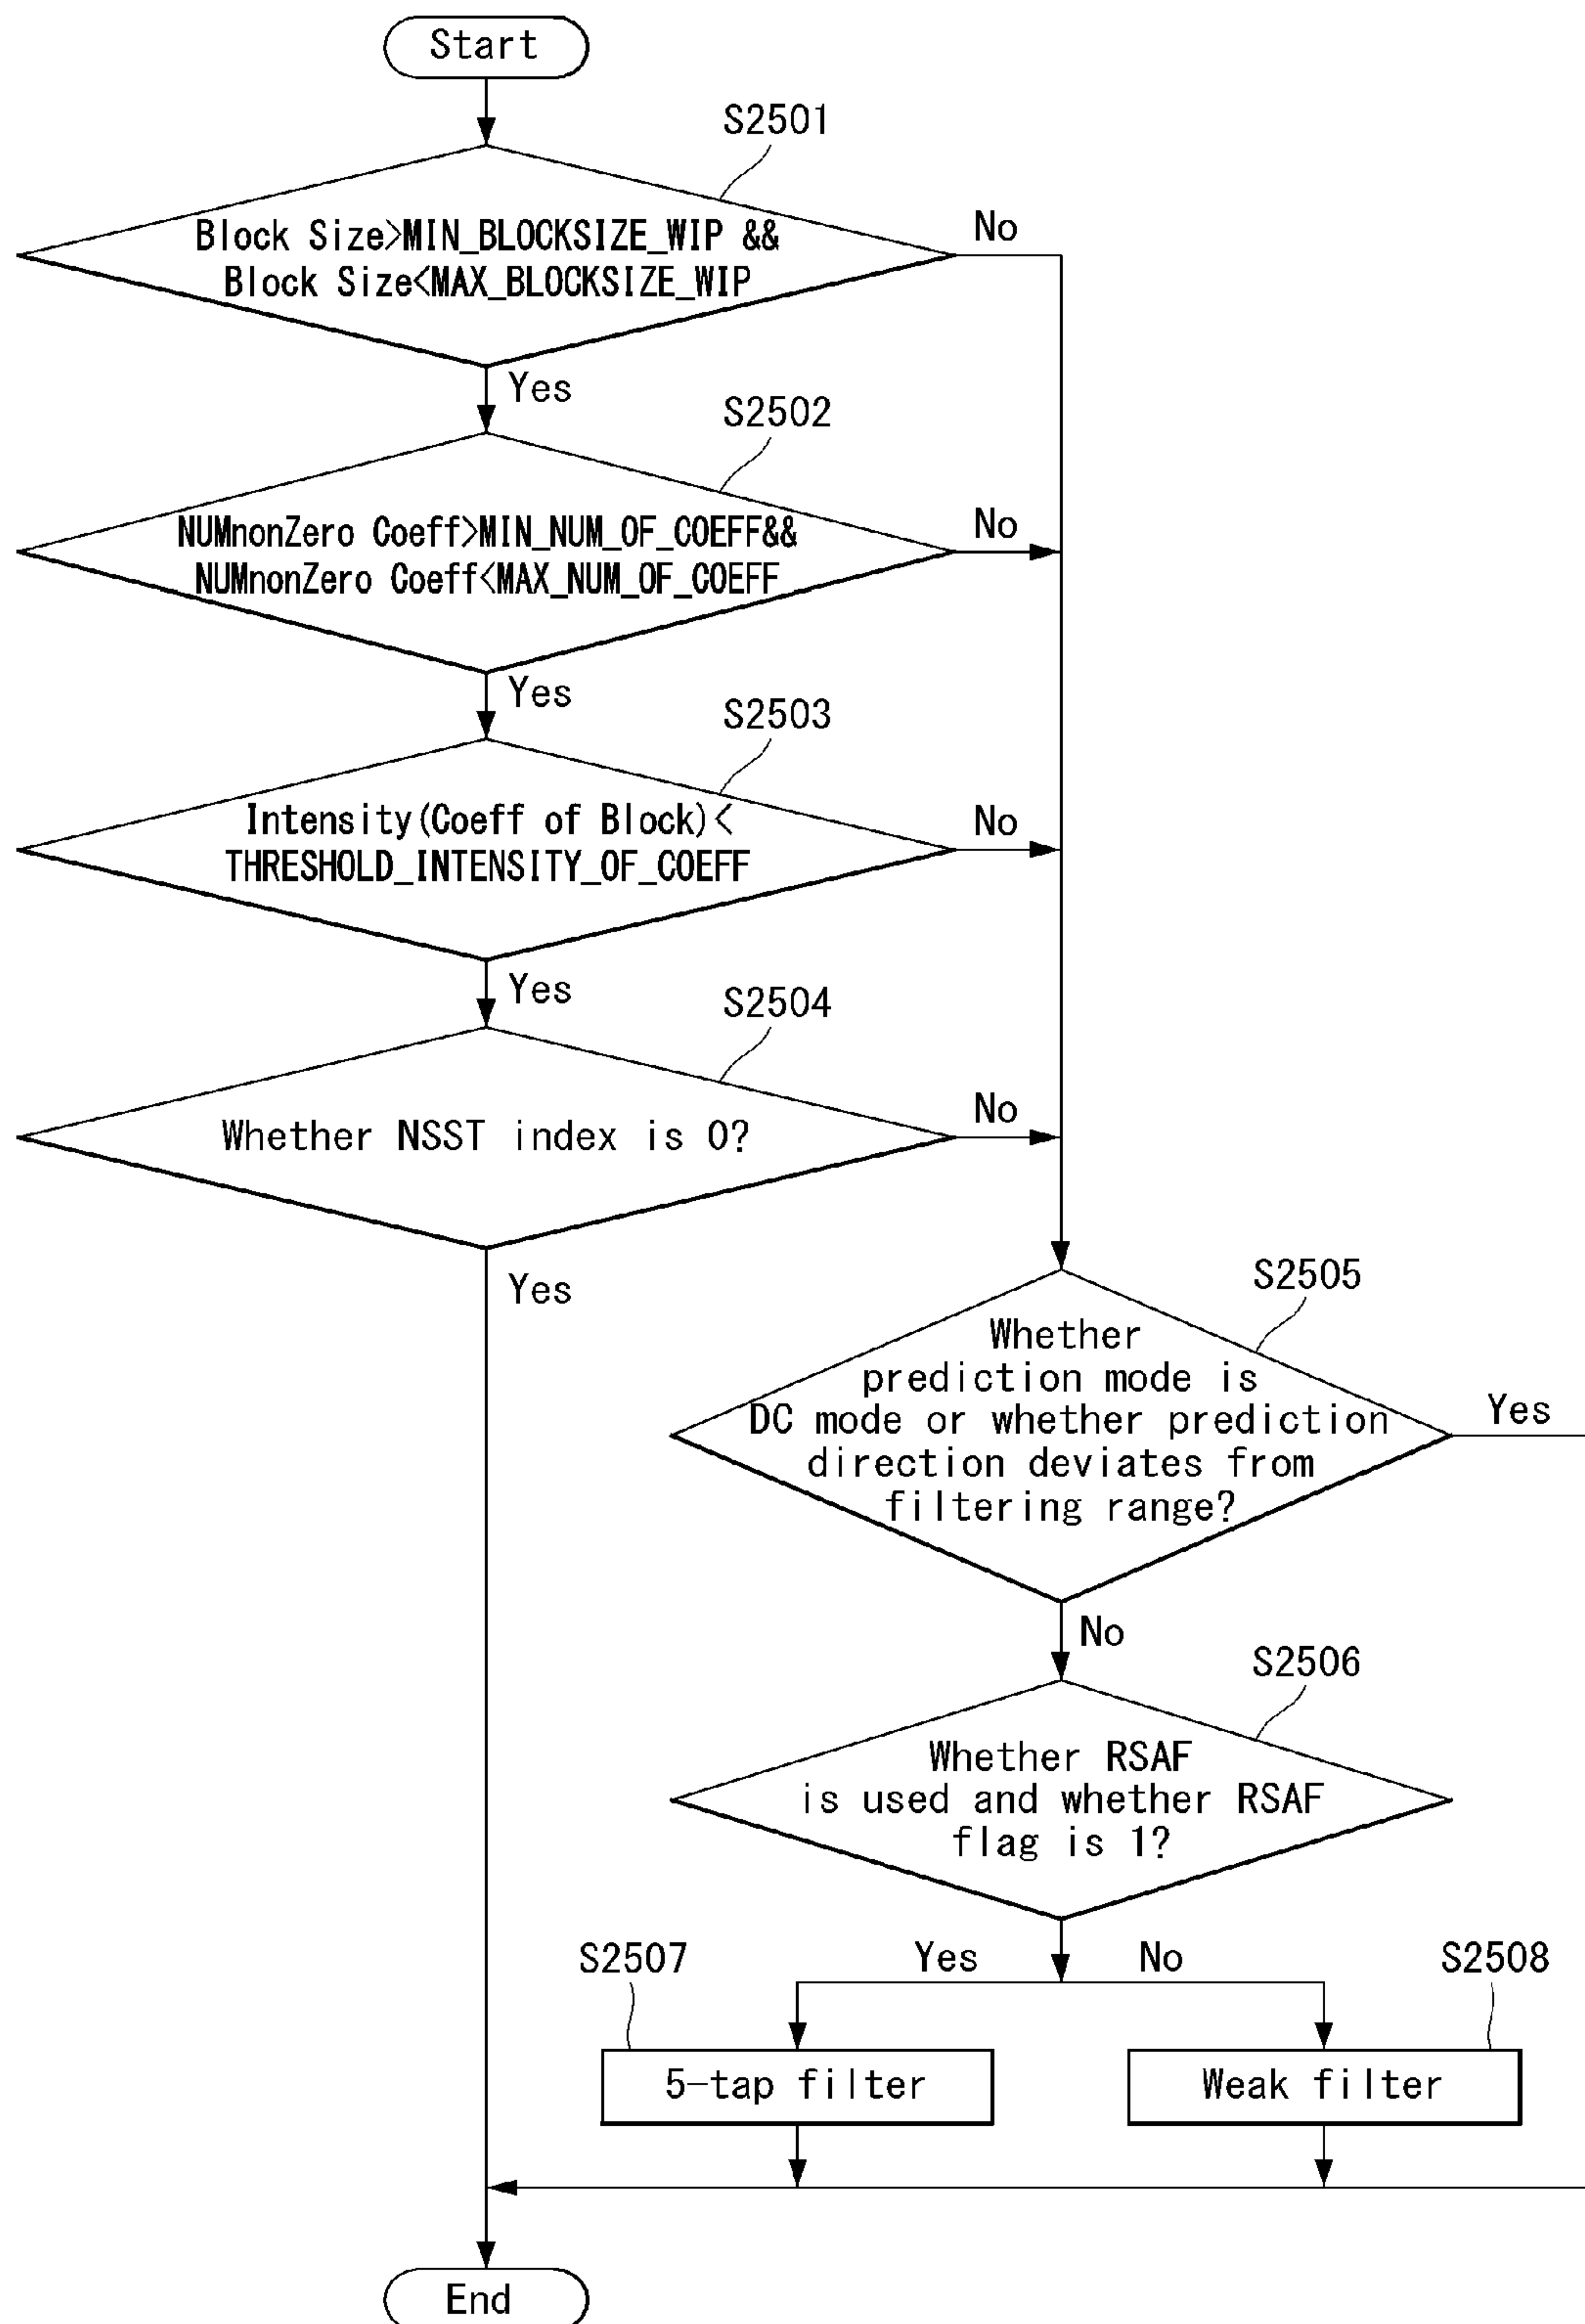 Start
S2501
Block Size>MIN_BLOCKSIZE_WIP &&
Block Size<MAX_BLOCKSIZE_WIP
No
Yes
S2502
NUMnonZero Coeff>MIN_NUM_OF_COEFF&&
NUMnonZero Coeff<MAX_NUM_OF_COEFF
No
Yes
S2503
Intensity(Coeff of Block)<
THRESHOLD_INTENSITY_OF_COEFF
No
Yes
S2504
Whether NSST index is 0?
No
Yes
S2505
Whether
prediction mode is
DC mode or whether prediction
direction deviates from
filtering range?
Yes
No
S2506
Whether RSAF
is used and whether RSAF
flag is 1?
Yes
No
S2507
S2508
5-tap filter
Weak filter
End